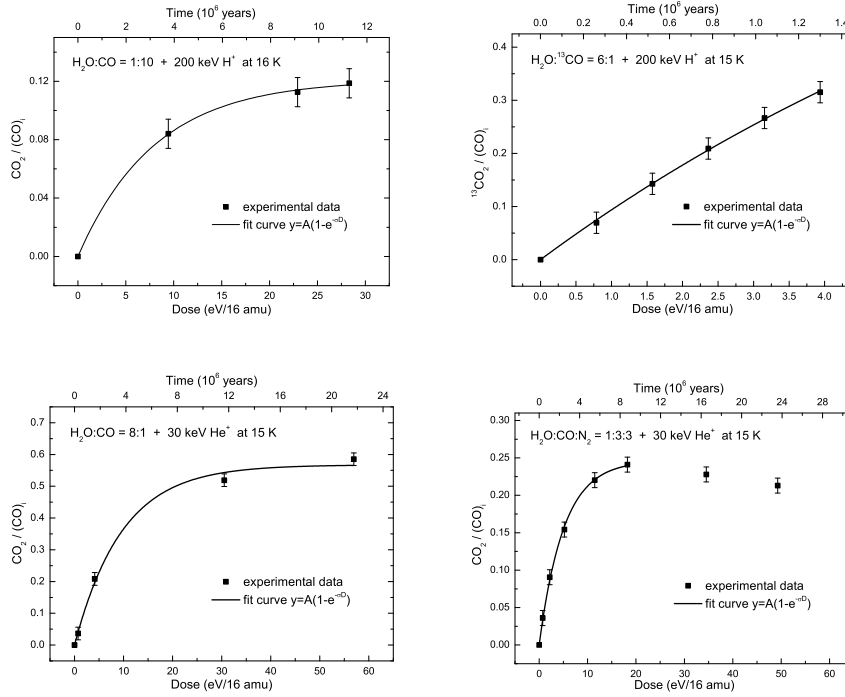 Time (10⁶ years)
0 2 4 6 8 10 12
H₂O:CO = 1:10 + 200 keV H⁺ at 16 K
CO₂ / (CO)ᵢ
0.12
0.08
0.04
0.00
experimental data
fit curve y=A(1-e^-σD)
0 5 10 15 20 25 30
Dose (eV/16 amu)
Time (10⁶ years)
0.0 0.2 0.4 0.6 0.8 1.0 1.2 1.4
H₂O:¹³CO = 6:1 + 200 keV H⁺ at 15 K
¹³CO₂ / (CO)ᵢ
0.4
0.3
0.2
0.1
0.0
experimental data
fit curve y=A(1-e^-σD)
0.0 0.5 1.0 1.5 2.0 2.5 3.0 3.5 4.0
Dose (eV/16 amu)
Time (10⁶ years)
0 4 8 12 16 20 24
H₂O:CO = 8:1 + 30 keV He⁺ at 15 K
CO₂ / (CO)ᵢ
0.7
0.6
0.5
0.4
0.3
0.2
0.1
0.0
experimental data
fit curve y=A(1-e^-σD)
0 10 20 30 40 50 60
Dose (eV/16 amu)
Time (10⁶ years)
0 4 8 12 16 20 24 28
H₂O:CO:N₂ = 1:3:3 + 30 keV He⁺ at 15 K
CO₂ / (CO)ᵢ
0.30
0.25
0.20
0.15
0.10
0.05
0.00
experimental data
fit curve y=A(1-e^-σD)
0 10 20 30 40 50 60
Dose (eV/16 amu)